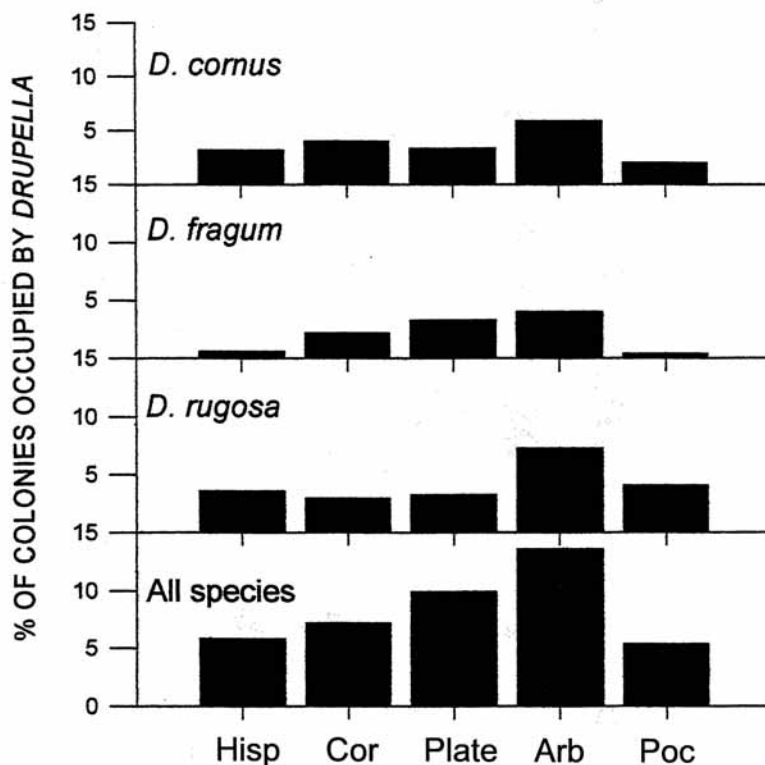 % OF COLONIES OCCUPIED BY DRUPELLA
15
D. cornus
10
5
15
D. fragum
10
5
15
D. rugosa
10
5
15
All species
10
5
0
Hisp Cor Plate Arb Poc